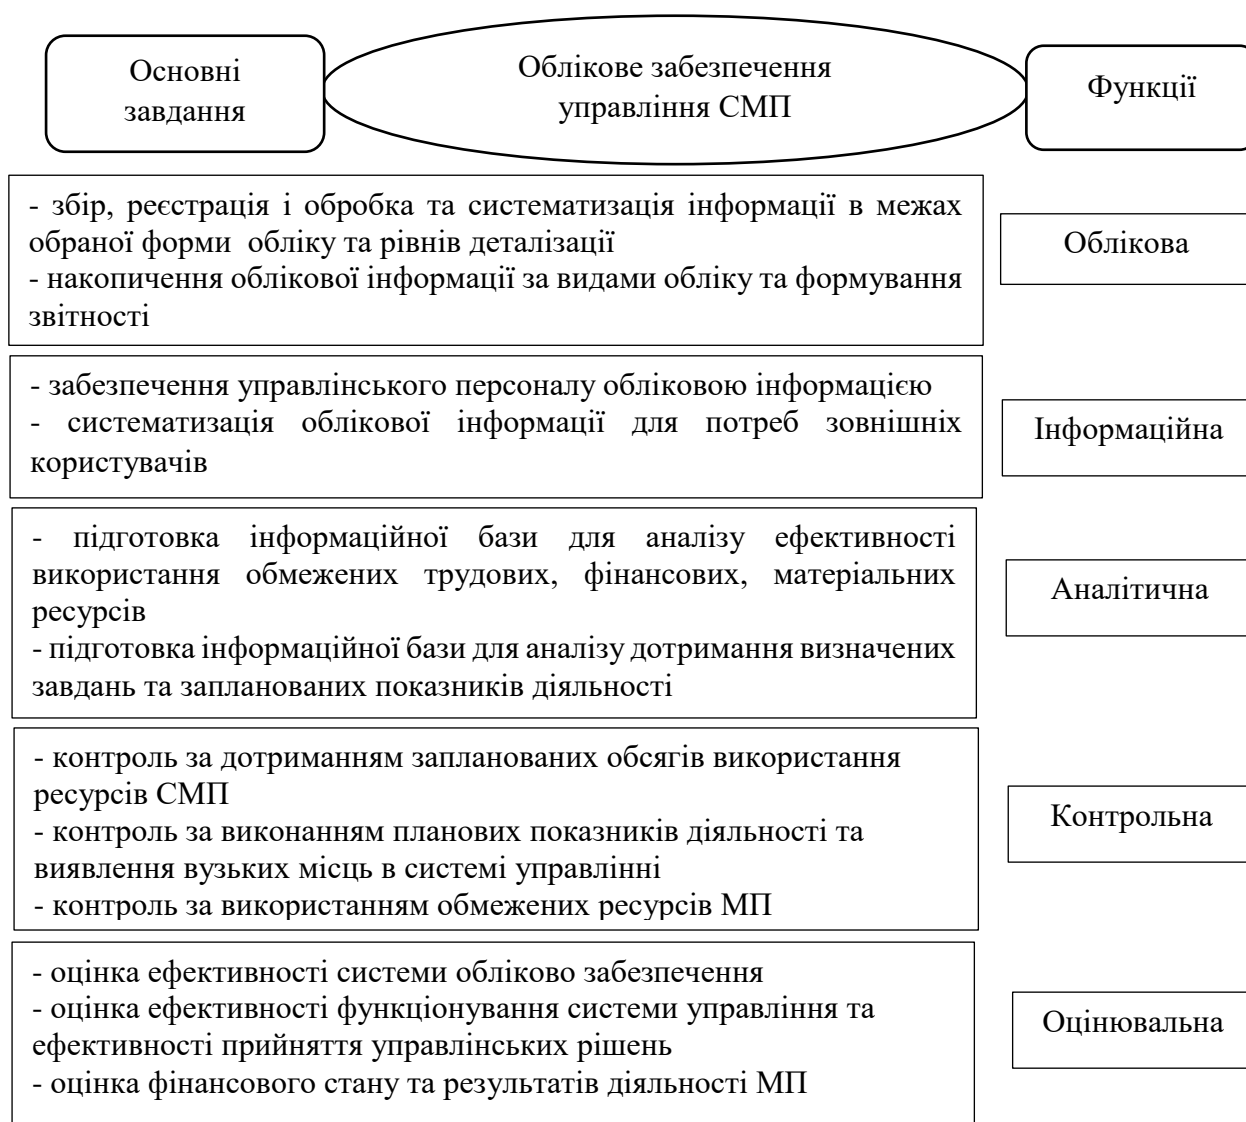 Основні
завдання
Облікове забезпечення
управління СМП
Функції
- збір, реєстрація і обробка та систематизація інформації в межах
обраної форми обліку та рівнів деталізації
- накопичення облікової інформації за видами обліку та формування
звітності
Облікова
- забезпечення управлінського персоналу обліковою інформацією
- систематизація облікової інформації для потреб зовнішніх
користувачів
Інформаційна
- підготовка інформаційної бази для аналізу ефективності
використання обмежених трудових, фінансових, матеріальних
ресурсів
- підготовка інформаційної бази для аналізу дотримання визначених
завдань та запланованих показників діяльності
Аналітична
- контроль за дотриманням запланованих обсягів використання
ресурсів СМП
- контроль за виконанням планових показників діяльності та
виявлення вузьких місць в системі управлінні
- контроль за використанням обмежених ресурсів МП
Контрольна
- оцінка ефективності системи обліково забезпечення
- оцінка ефективності функціонування системи управління та
ефективності прийняття управлінських рішень
- оцінка фінансового стану та результатів діяльності МП
Оцінювальна